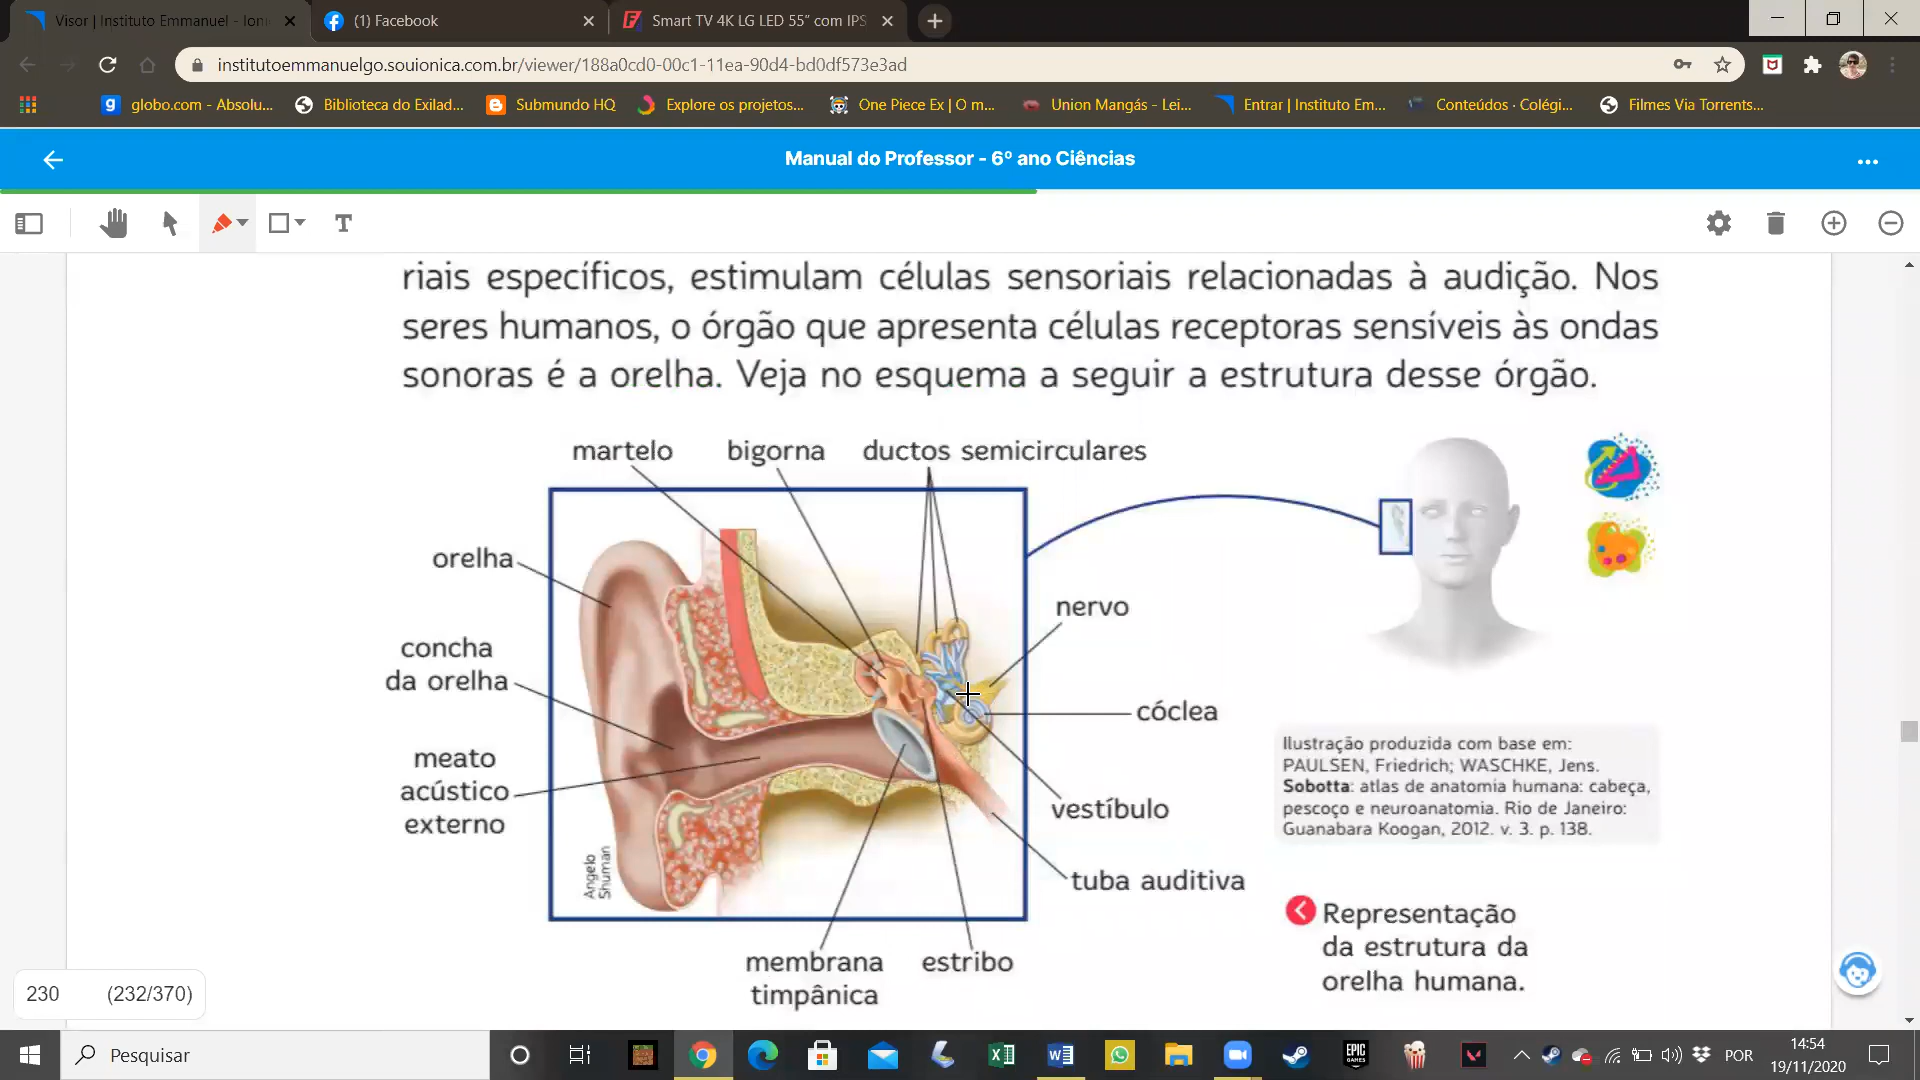 Visor | Instituto Emmanuel - Ioni
(1) Facebook
Smart TV 4K LG LED 55" com IPS
institutoemmanuelgo.souionica.com.br/viewer/188a0cd0-00c1-11ea-90d4-bd0df573e3ad
globo.com - Absolu...
Biblioteca do Exilad...
Submundo HQ
Explore os projetos...
One Piece Ex | O m...
Union Mangás - Lei...
Entrar | Instituto Em...
Conteúdos · Colégi...
Filmes Via Torrents...
Manual do Professor - 6º ano Ciências
T
riais específicos, estimulam células sensoriais relacionadas à audição. Nos
seres humanos, o órgão que apresenta células receptoras sensíveis às ondas
sonoras é a orelha. Veja no esquema a seguir a estrutura desse órgão.
martelo
bigorna
ductos semicirculares
orelha
concha
da orelha
meato
acústico
externo
nervo
cóclea
vestíbulo
tuba auditiva
membrana
timpânica
estribo
Angelo
Shuman
Ilustração produzida com base em:
PAULSEN, Friedrich; WASCHKE, Jens.
Sobotta: atlas de anatomia humana: cabeça,
pescoço e neuroanatomia. Rio de Janeiro:
Guanabara Koogan, 2012. v. 3. p. 138.
Representação
da estrutura da
orelha humana.
230 (232/370)
Pesquisar
EPIC
GAMES
POR
14:54
19/11/2020